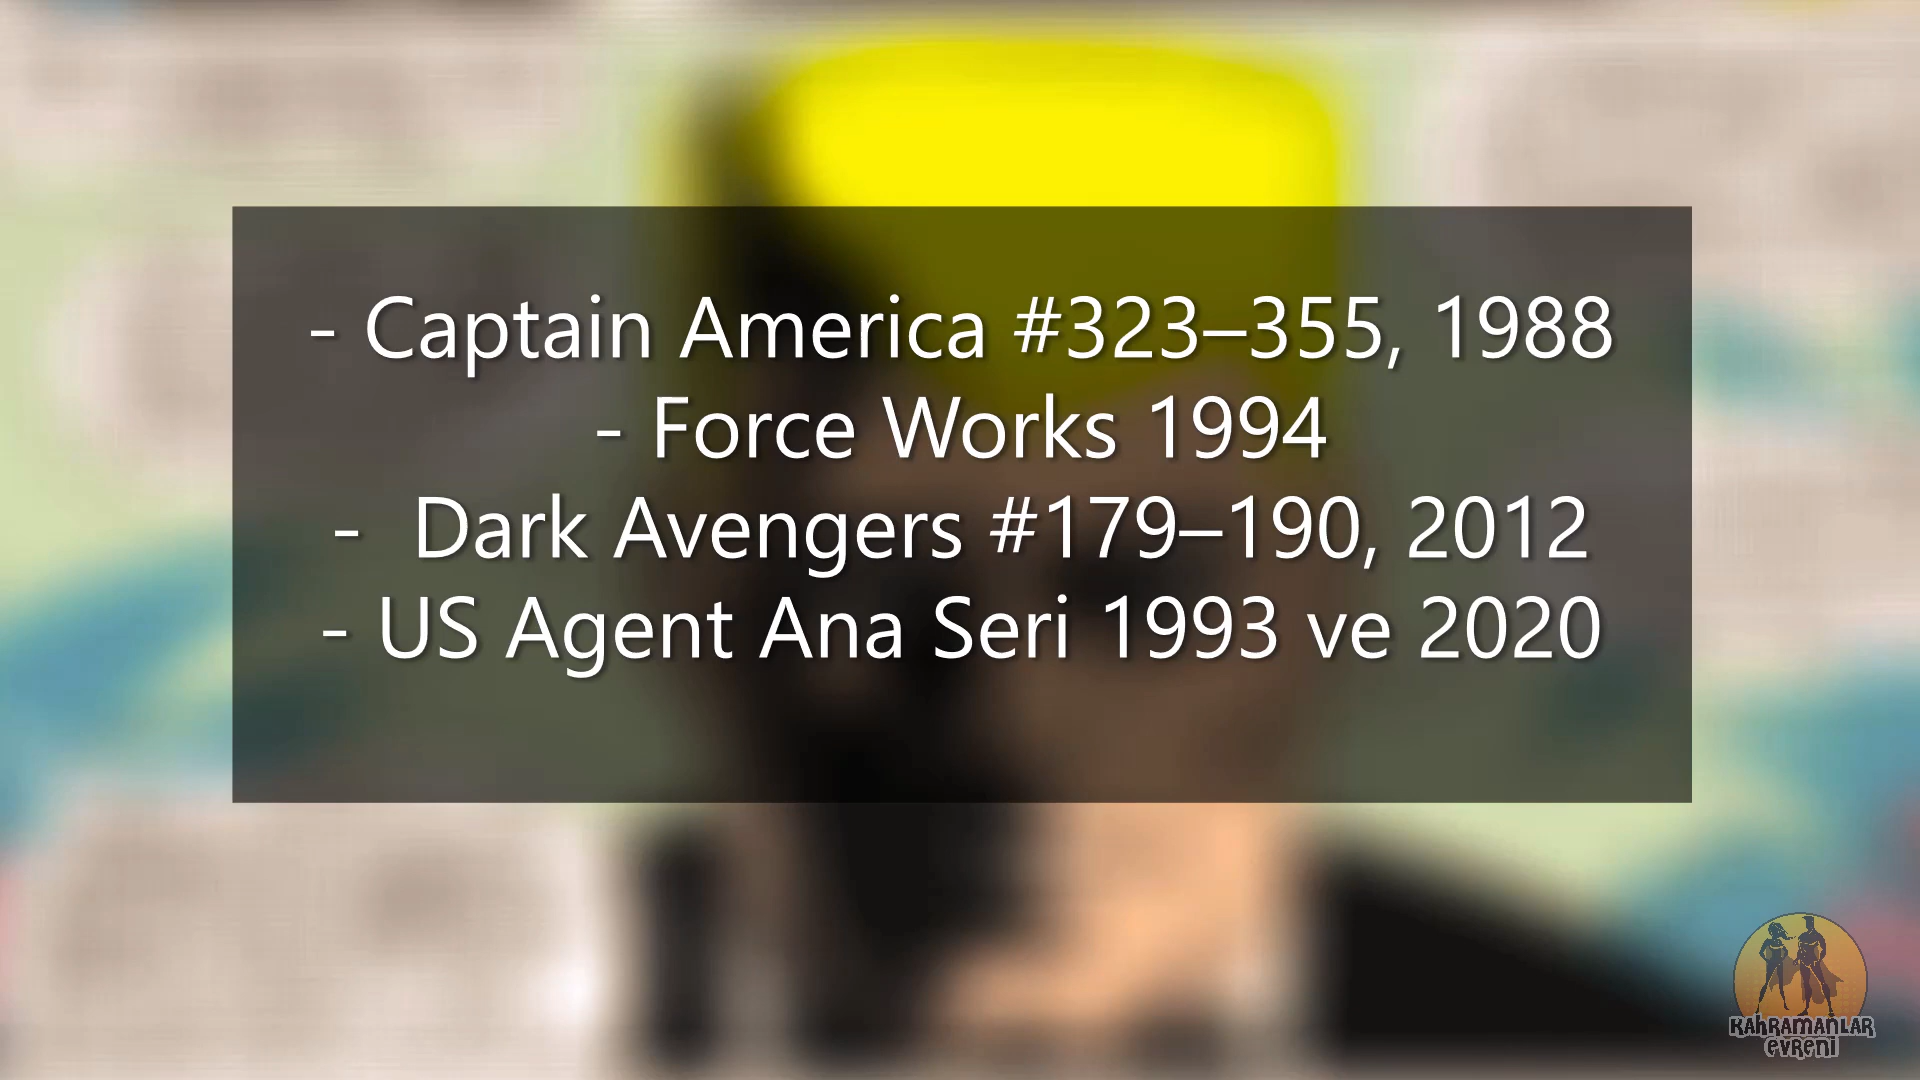 - Captain America #323–355, 1988
- Force Works 1994
-  Dark Avengers #179–190, 2012
- US Agent Ana Seri 1993 ve 2020
KAHRAMANLAR
EVRENİ